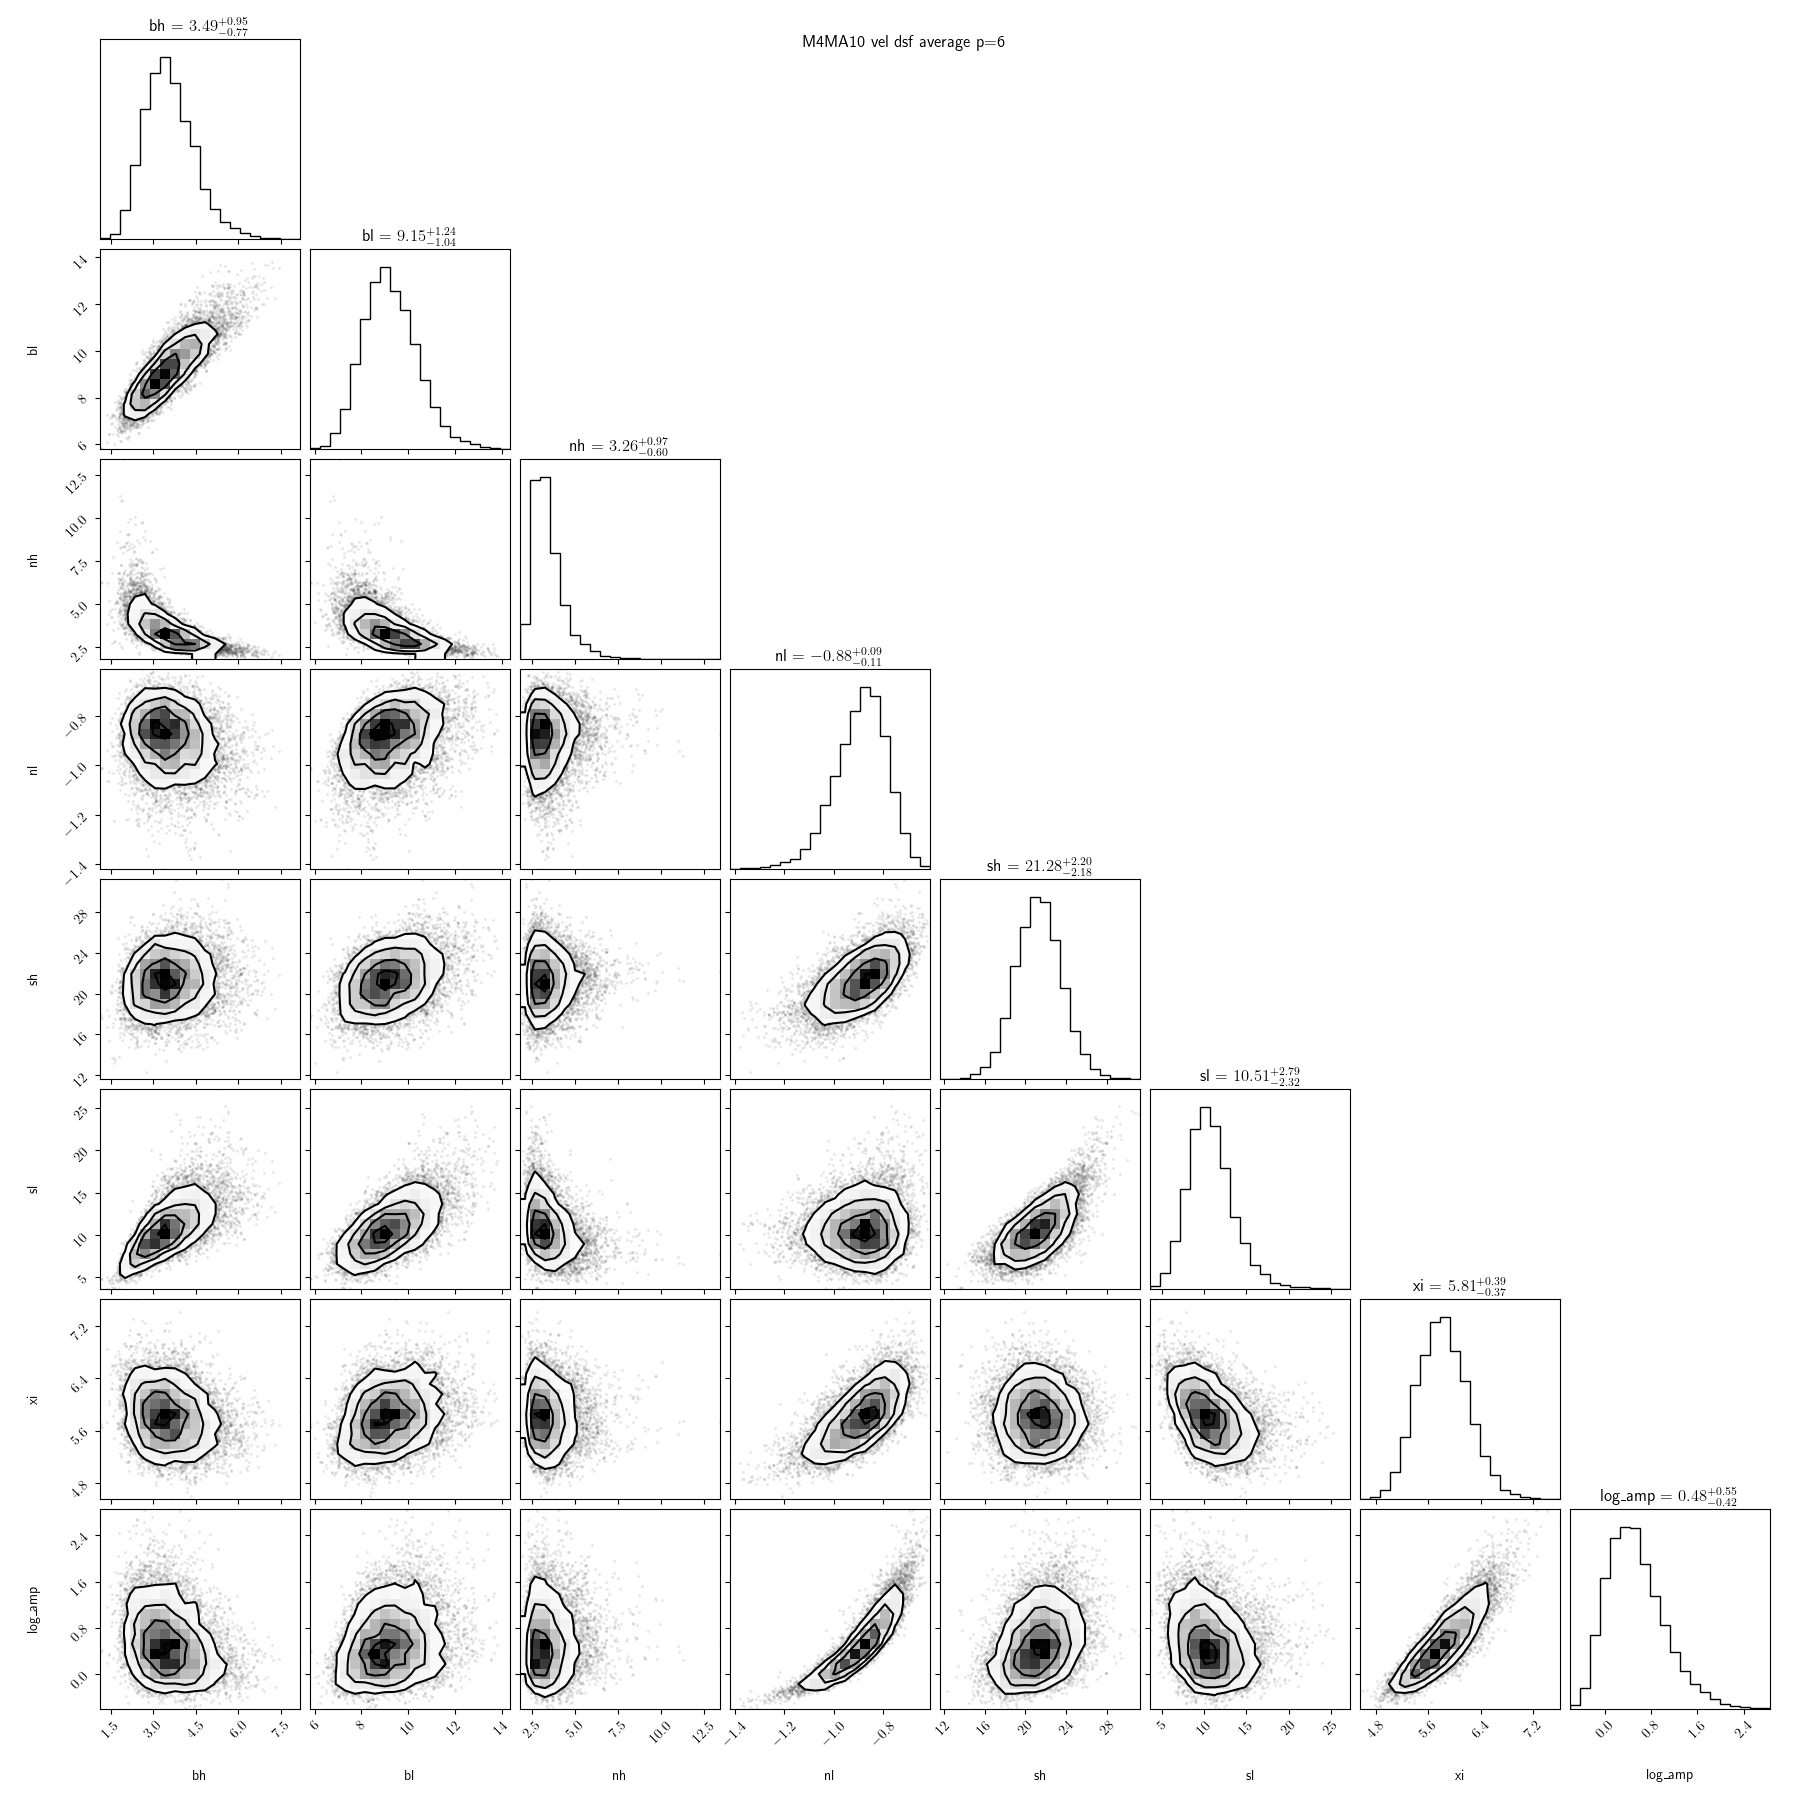 M4MA10 vel dsf average p=6
bh = 3.49^{+0.95}_{-0.77}
bl = 9.15^{+1.24}_{-1.04}
14
12
10
8
6
bl
nh = 3.26^{+0.97}_{-0.60}
12.5
10.0
7.5
5.0
2.5
nh
nl = −0.88^{+0.09}_{-0.11}
−0.8
−1.0
−1.2
−1.4
nl
sh = 21.28^{+2.20}_{-2.18}
28
24
20
16
12
sh
sl = 10.51^{+2.79}_{-2.32}
25
20
15
10
5
sl
xi = 5.81^{+0.39}_{-0.37}
7.2
6.4
5.6
4.8
xi
log_amp = 0.48^{+0.55}_{-0.42}
2.4
1.6
0.8
0.0
log_amp
1.5 3.0 4.5 6.0 7.5 6 8 10 12 14 2.5 5.0 7.5 10.0 12.5 −1.4 −1.2 −1.0 −0.8 12 16 20 24 28 5 10 15 20 25 4.8 5.6 6.4 7.2 0.0 0.8 1.6 2.4
bh bl nh nl sh sl xi log_amp